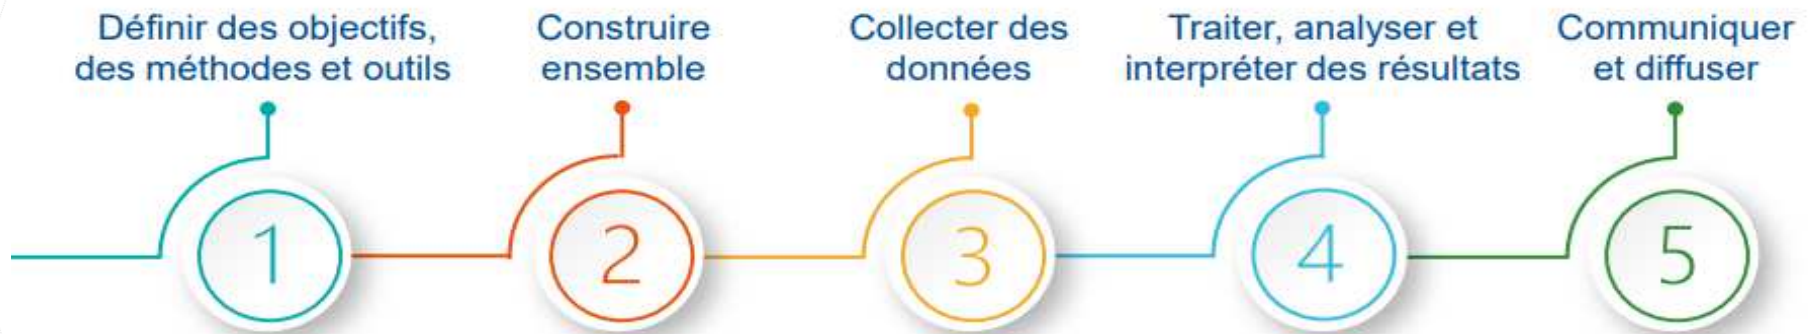 Définir des objectifs,
des méthodes et outils
Construire
ensemble
Collecter des
données
Traiter, analyser et
interpréter des résultats
Communiquer
et diffuser
1
2
3
4
5